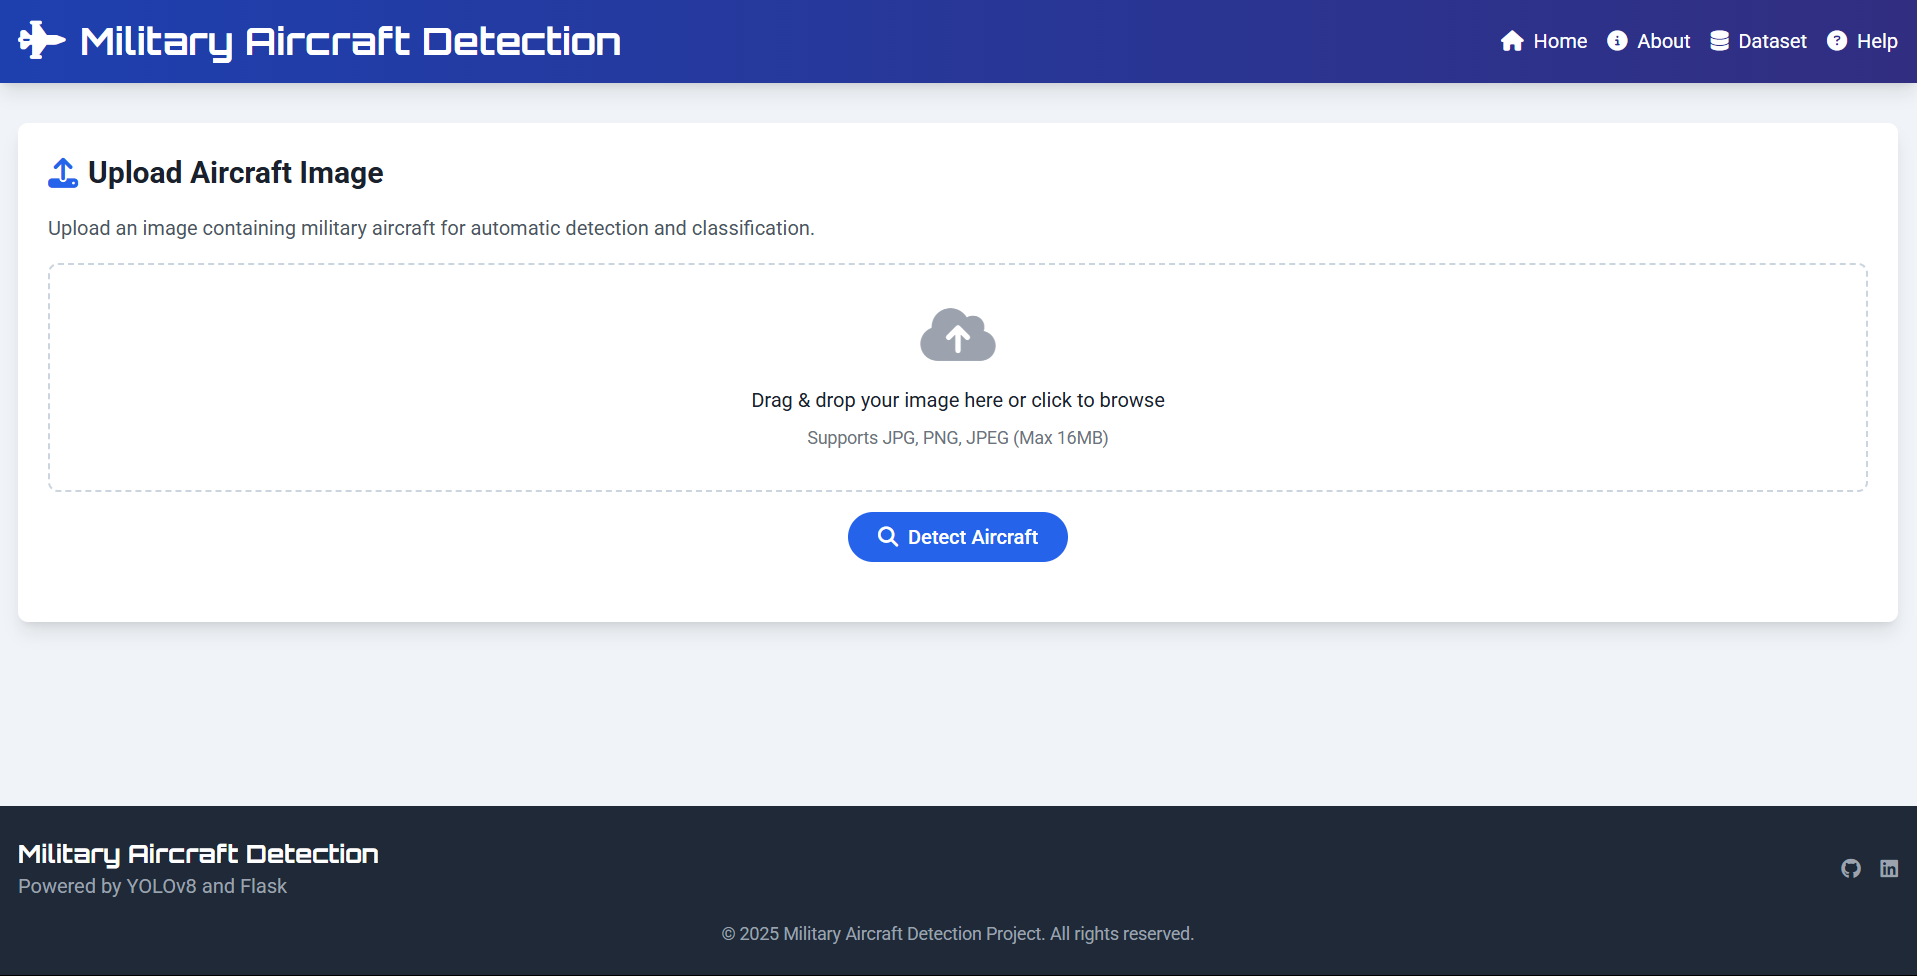 Military Aircraft Detection
Home
About
Dataset
Help
Upload Aircraft Image
Upload an image containing military aircraft for automatic detection and classification.
Drag & drop your image here or click to browse
Supports JPG, PNG, JPEG (Max 16MB)
Detect Aircraft
Military Aircraft Detection
Powered by YOLOv8 and Flask
© 2025 Military Aircraft Detection Project. All rights reserved.